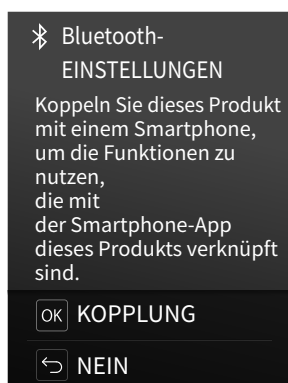 Bluetooth-
EINSTELLUNGEN
Koppeln Sie dieses Produkt
mit einem Smartphone,
um die Funktionen zu
nutzen,
die mit
der Smartphone-App
dieses Produkts verknüpft
sind.
OK KOPPLUNG
NEIN